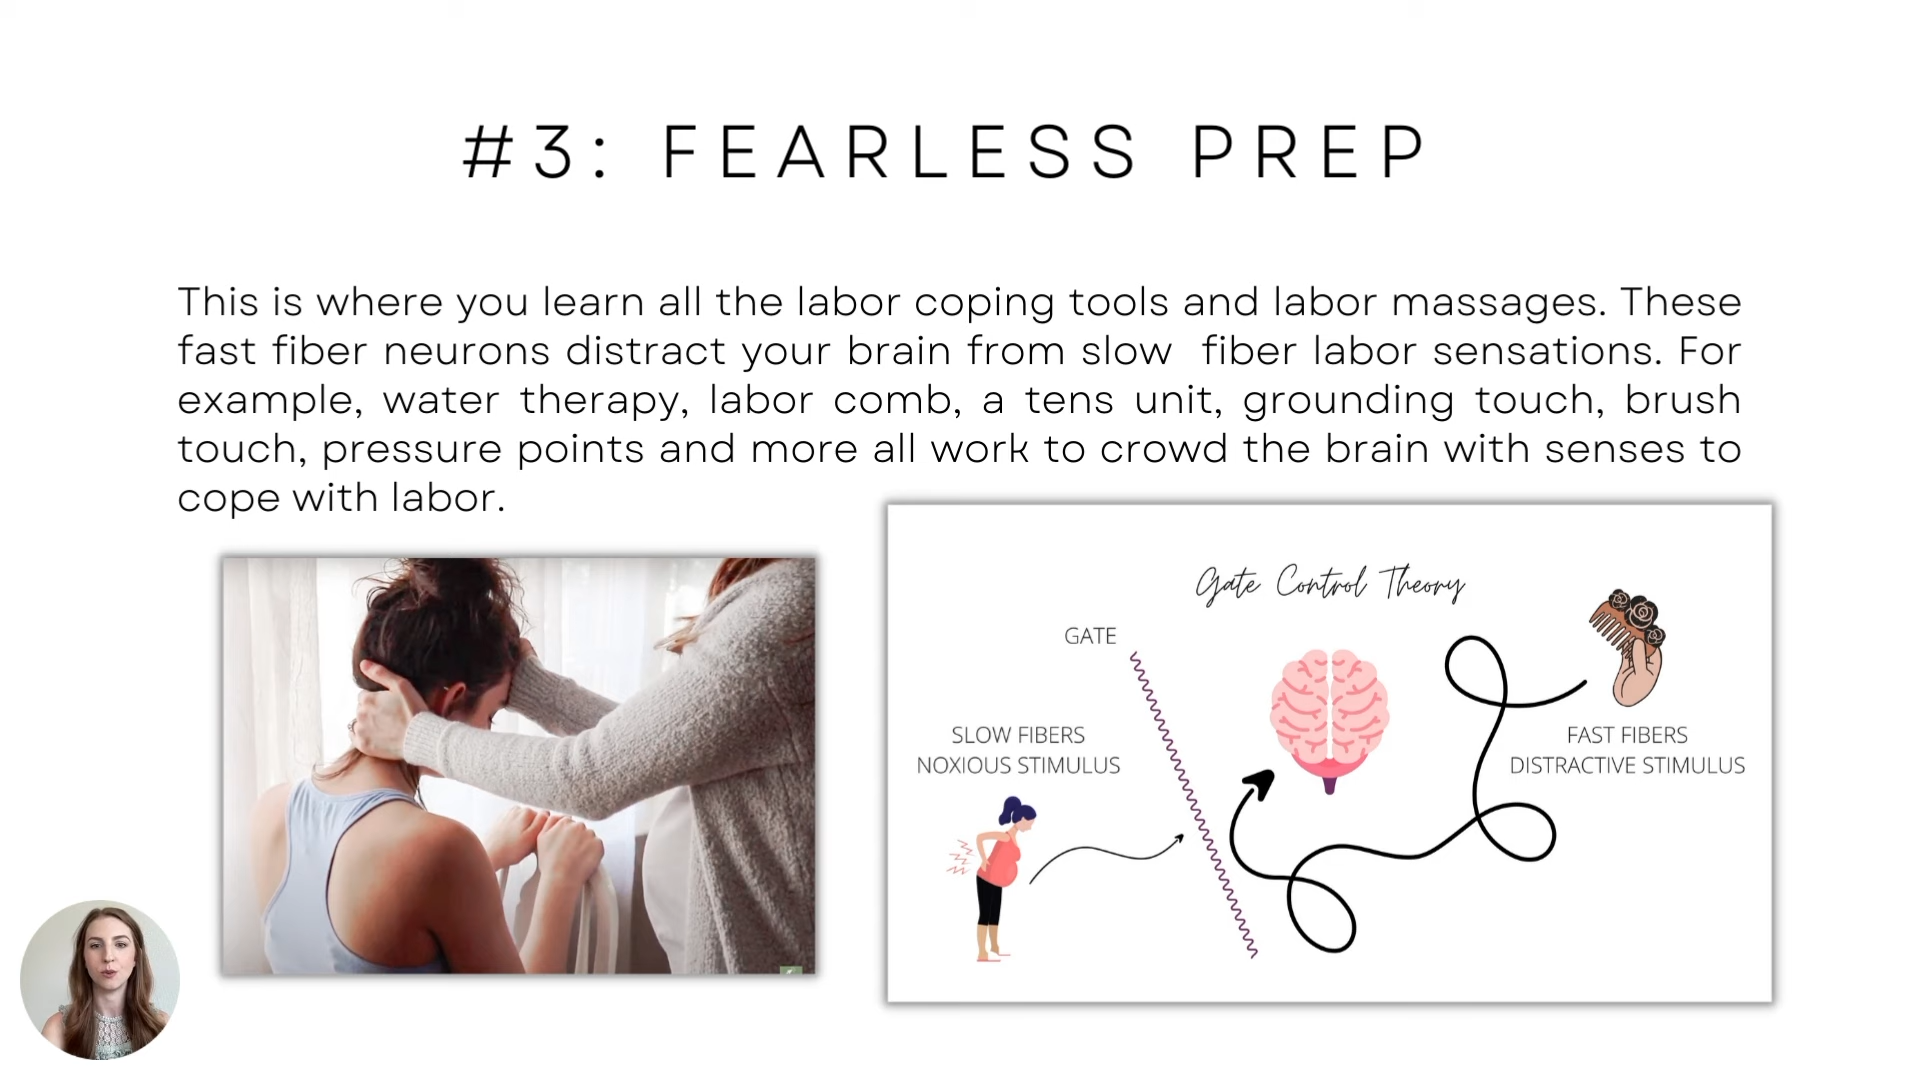 #3: FEARLESS PREP
This is where you learn all the labor coping tools and labor massages. These
fast fiber neurons distract your brain from slow  fiber labor sensations. For
example, water therapy, labor comb, a tens unit, grounding touch, brush
touch, pressure points and more all work to crowd the brain with senses to
cope with labor.
Gate Control Theory
GATE
SLOW FIBERS
NOXIOUS STIMULUS
FAST FIBERS
DISTRACTIVE STIMULUS